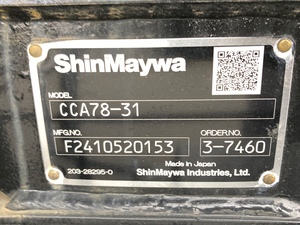 ShinMaywa
MODEL
CCA78-31
MFG.NO. ORDER NO.
F2410520153 3-7460
Made in Japan
203-28295-0 ShinMaywa Industries, Ltd.